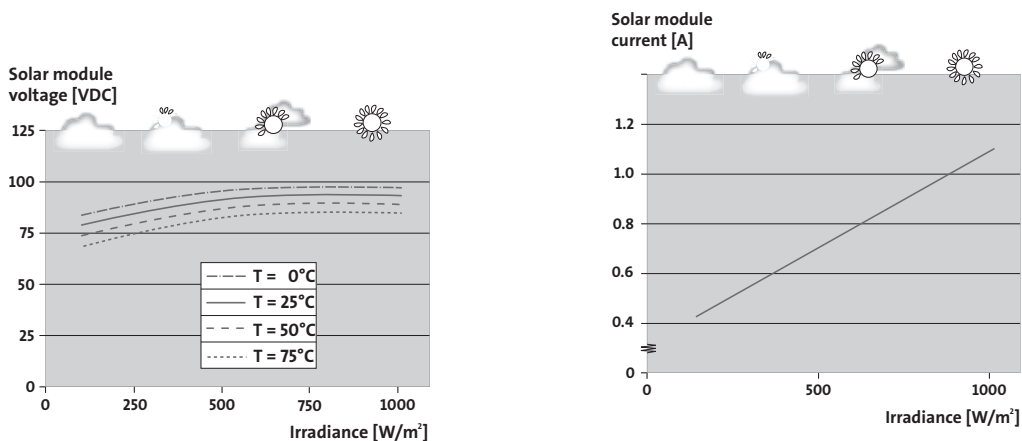 Solar module
voltage [VDC]
125
100
75
50
25
0
0
250
500
750
1000
Irradiance [W/m²]
T = 0°C
T = 25°C
T = 50°C
T = 75°C
Solar module
current [A]
1.2
1.0
0.8
0.6
0.4
0
0
500
1000
Irradiance [W/m²]